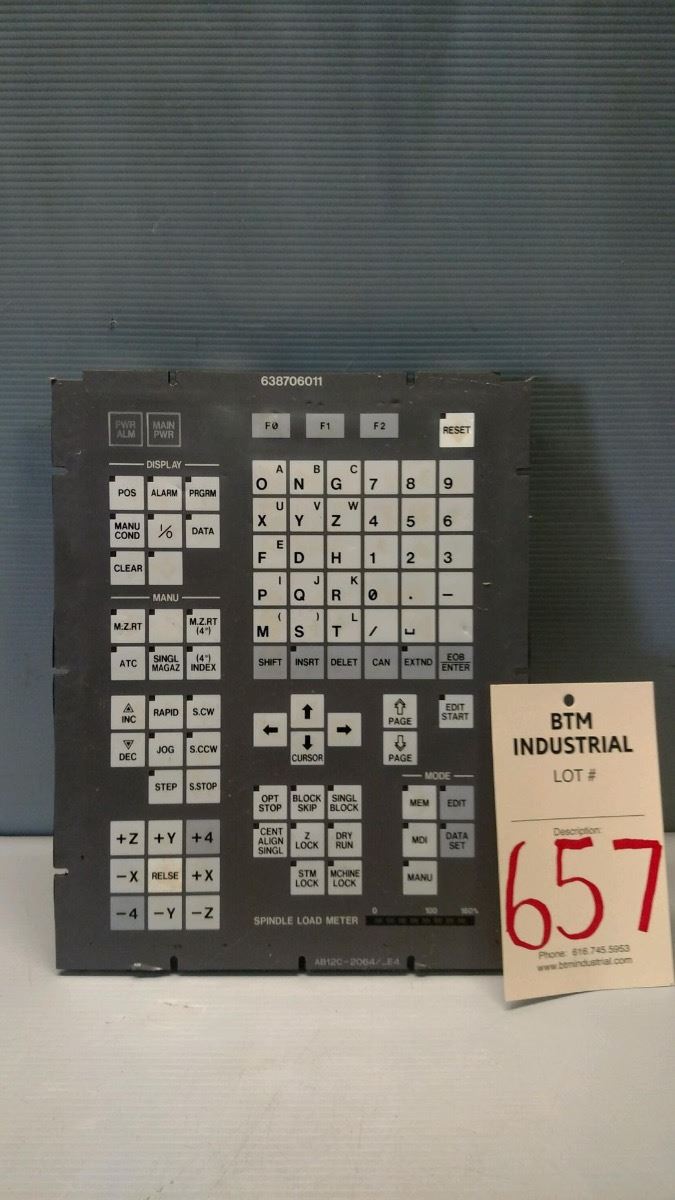 638706011
PWR ALM
MAIN PWR
F0 F1 F2
RESET
DISPLAY
POS ALARM PRGRM
MANU COND I/O DATA
CLEAR
MANU
M.Z.RT M.Z.RT (4")
ATC SINGL MAGAZ (4") INDEX
INC RAPID S.CW
DEC JOG S.CCW
STEP S.STOP
+Z +Y +4
-X RELSE +X
-4 -Y -Z
O A N B G C 7 8 9
X U Y V Z W 4 5 6
F E D H 1 2 3
P I Q J R K 0 . -
M ( S ) T L / ␣
SHIFT INSRT DELET CAN EXTND EOB ENTER
← ↑ → ↓ CURSOR
⇧ PAGE
⇩ PAGE
EDIT START
MODE
OPT STOP BLOCK SKIP SINGL BLOCK
MEM EDIT
CENT ALIGN SINGL Z LOCK DRY RUN
MDI DATA SET
STM LOCK MCHINE LOCK
MANU
SPINDLE LOAD METER 0 100 160%
BTM
INDUSTRIAL
LOT #
Description:
657
Phone: 616.745.5953
www.btmindustrial.com